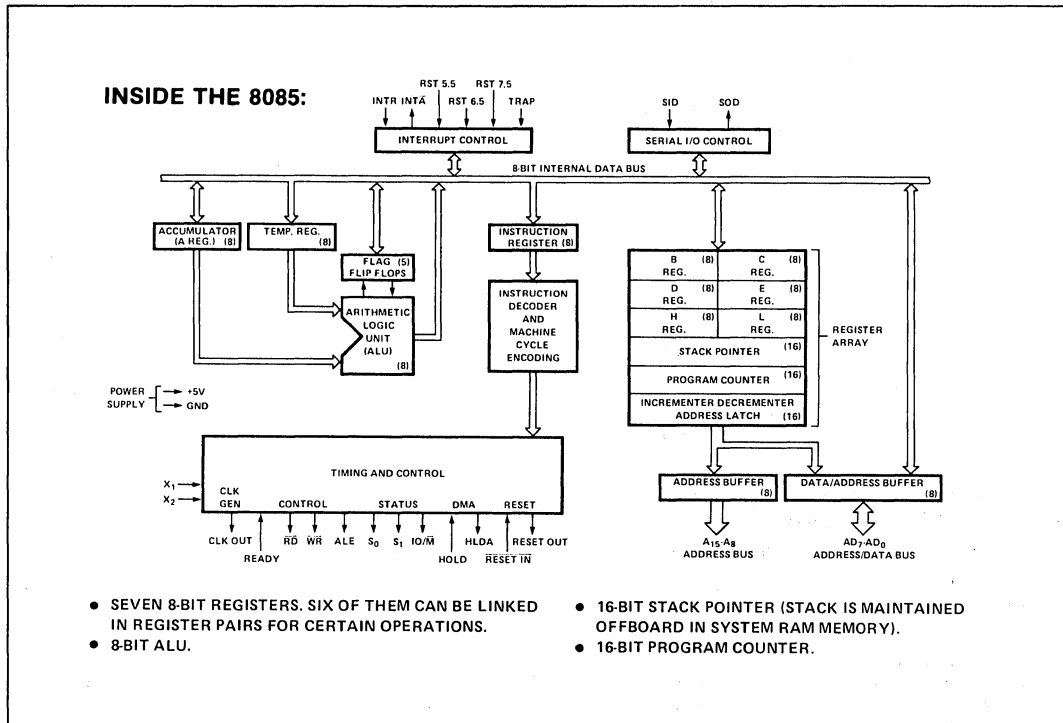 INSIDE THE 8085:
RST 5.5 RST 7.5
INTR INTA̅ RST 6.5 TRAP
SID SOD
INTERRUPT CONTROL
SERIAL I/O CONTROL
8-BIT INTERNAL DATA BUS
ACCUMULATOR
(A REG.) (8)
TEMP. REG.
(8)
FLAG (5)
FLIP FLOPS
ARITHMETIC
LOGIC
UNIT
(ALU)
(8)
INSTRUCTION
REGISTER (8)
INSTRUCTION
DECODER
AND
MACHINE
CYCLE
ENCODING
B (8) C (8)
REG. REG.
D (8) E (8)
REG. REG.
H (8) L (8)
REG. REG.
STACK POINTER (16)
PROGRAM COUNTER (16)
INCREMENTER DECREMENTER
ADDRESS LATCH (16)
REGISTER
ARRAY
POWER +5V
SUPPLY GND
TIMING AND CONTROL
X₁
X₂
CLK
GEN CONTROL STATUS DMA RESET
CLK OUT R̅D̅ W̅R̅ ALE S₀ S₁ IO/M̅ HLDA RESET OUT
READY HOLD R̅E̅S̅E̅T̅ I̅N̅
ADDRESS BUFFER
(8)
DATA/ADDRESS BUFFER
(8)
A₁₅-A₈
ADDRESS BUS
AD₇-AD₀
ADDRESS/DATA BUS
• SEVEN 8-BIT REGISTERS. SIX OF THEM CAN BE LINKED
IN REGISTER PAIRS FOR CERTAIN OPERATIONS.
• 8-BIT ALU.
• 16-BIT STACK POINTER (STACK IS MAINTAINED
OFFBOARD IN SYSTEM RAM MEMORY).
• 16-BIT PROGRAM COUNTER.